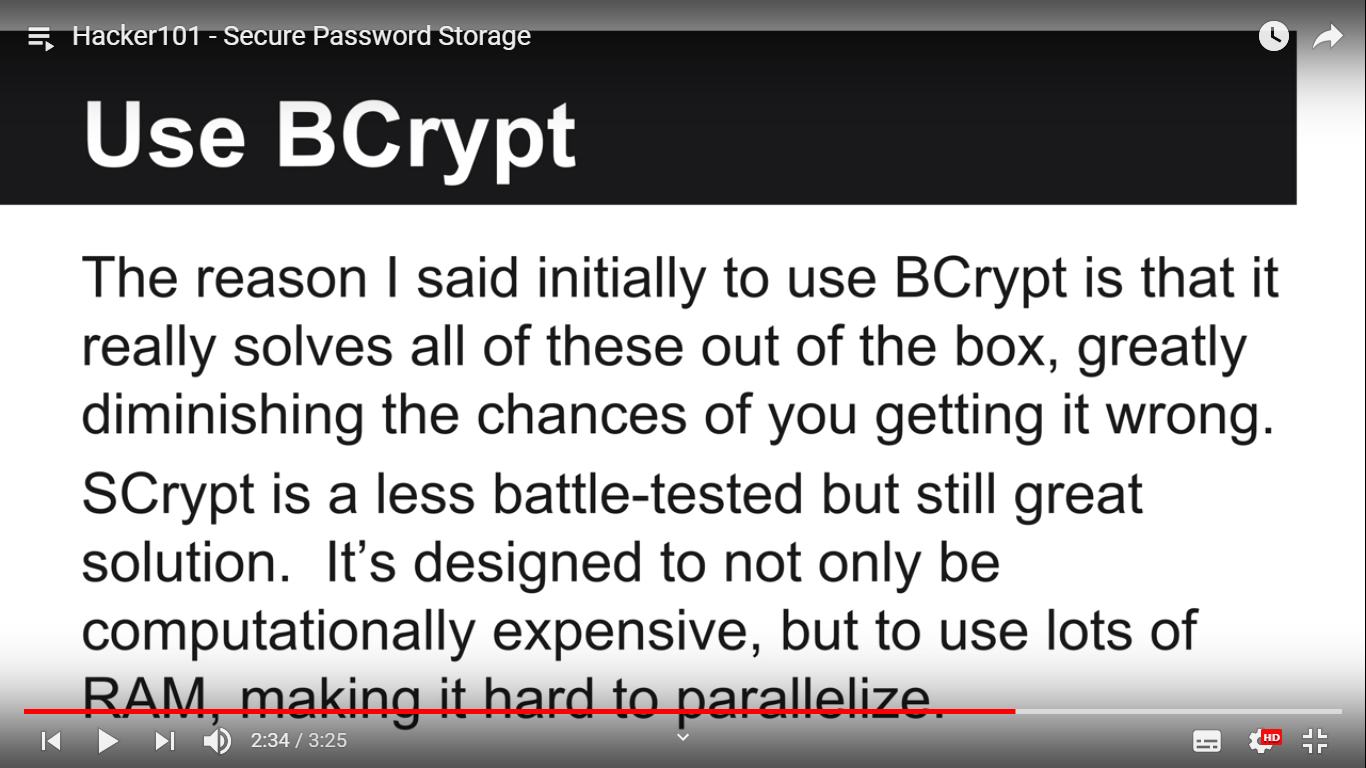 Hacker101 - Secure Password Storage
Use BCrypt
The reason I said initially to use BCrypt is that it
really solves all of these out of the box, greatly
diminishing the chances of you getting it wrong.
SCrypt is a less battle-tested but still great
solution.  It’s designed to not only be
computationally expensive, but to use lots of
RAM, making it hard to parallelize.
2:34 / 3:25
HD